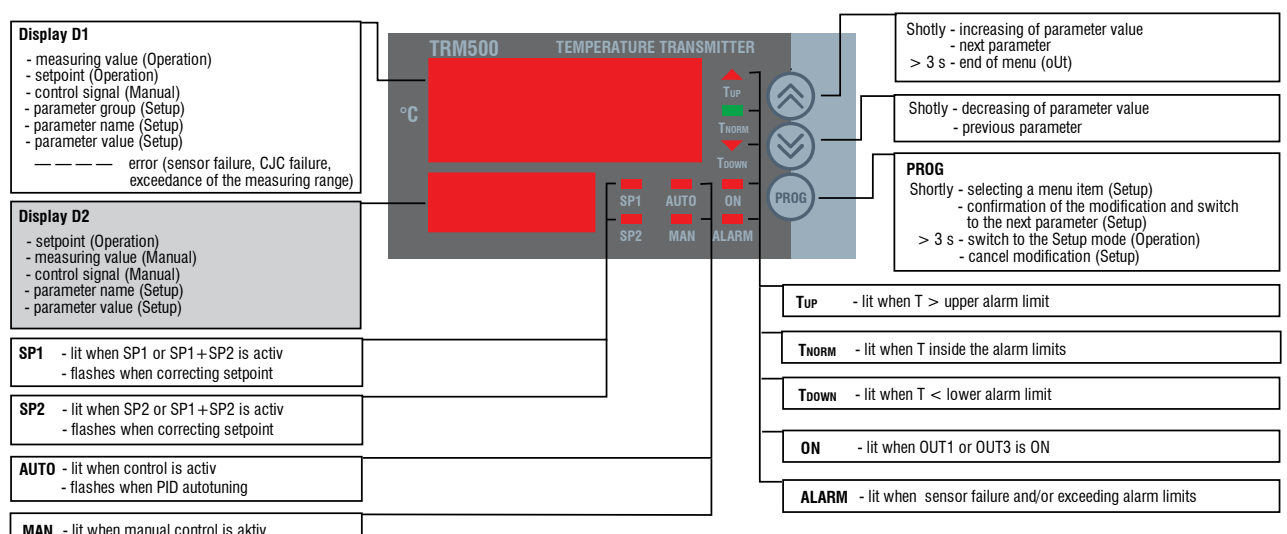 Display D1
- measuring value (Operation)
- setpoint (Operation)
- control signal (Manual)
- parameter group (Setup)
- parameter name (Setup)
- parameter value (Setup)
— — — — error (sensor failure, CJC failure,
exceedance of the measuring range)
Display D2
- setpoint (Operation)
- measuring value (Manual)
- control signal (Manual)
- parameter name (Setup)
- parameter value (Setup)
SP1 - lit when SP1 or SP1+SP2 is activ
- flashes when correcting setpoint
SP2 - lit when SP2 or SP1+SP2 is activ
- flashes when correcting setpoint
AUTO - lit when control is activ
- flashes when PID autotuning
MAN - lit when manual control is aktiv
TRM500 TEMPERATURE TRANSMITTER
°C
TUP
TNORM
TDOWN
SP1 AUTO ON
SP2 MAN ALARM
PROG
Shotly - increasing of parameter value
- next parameter
> 3 s - end of menu (oUt)
Shotly - decreasing of parameter value
- previous parameter
PROG
Shortly - selecting a menu item (Setup)
- confirmation of the modification and switch
to the next parameter (Setup)
> 3 s - switch to the Setup mode (Operation)
- cancel modification (Setup)
TUP - lit when T > upper alarm limit
TNORM - lit when T inside the alarm limits
TDOWN - lit when T < lower alarm limit
ON - lit when OUT1 or OUT3 is ON
ALARM - lit when sensor failure and/or exceeding alarm limits